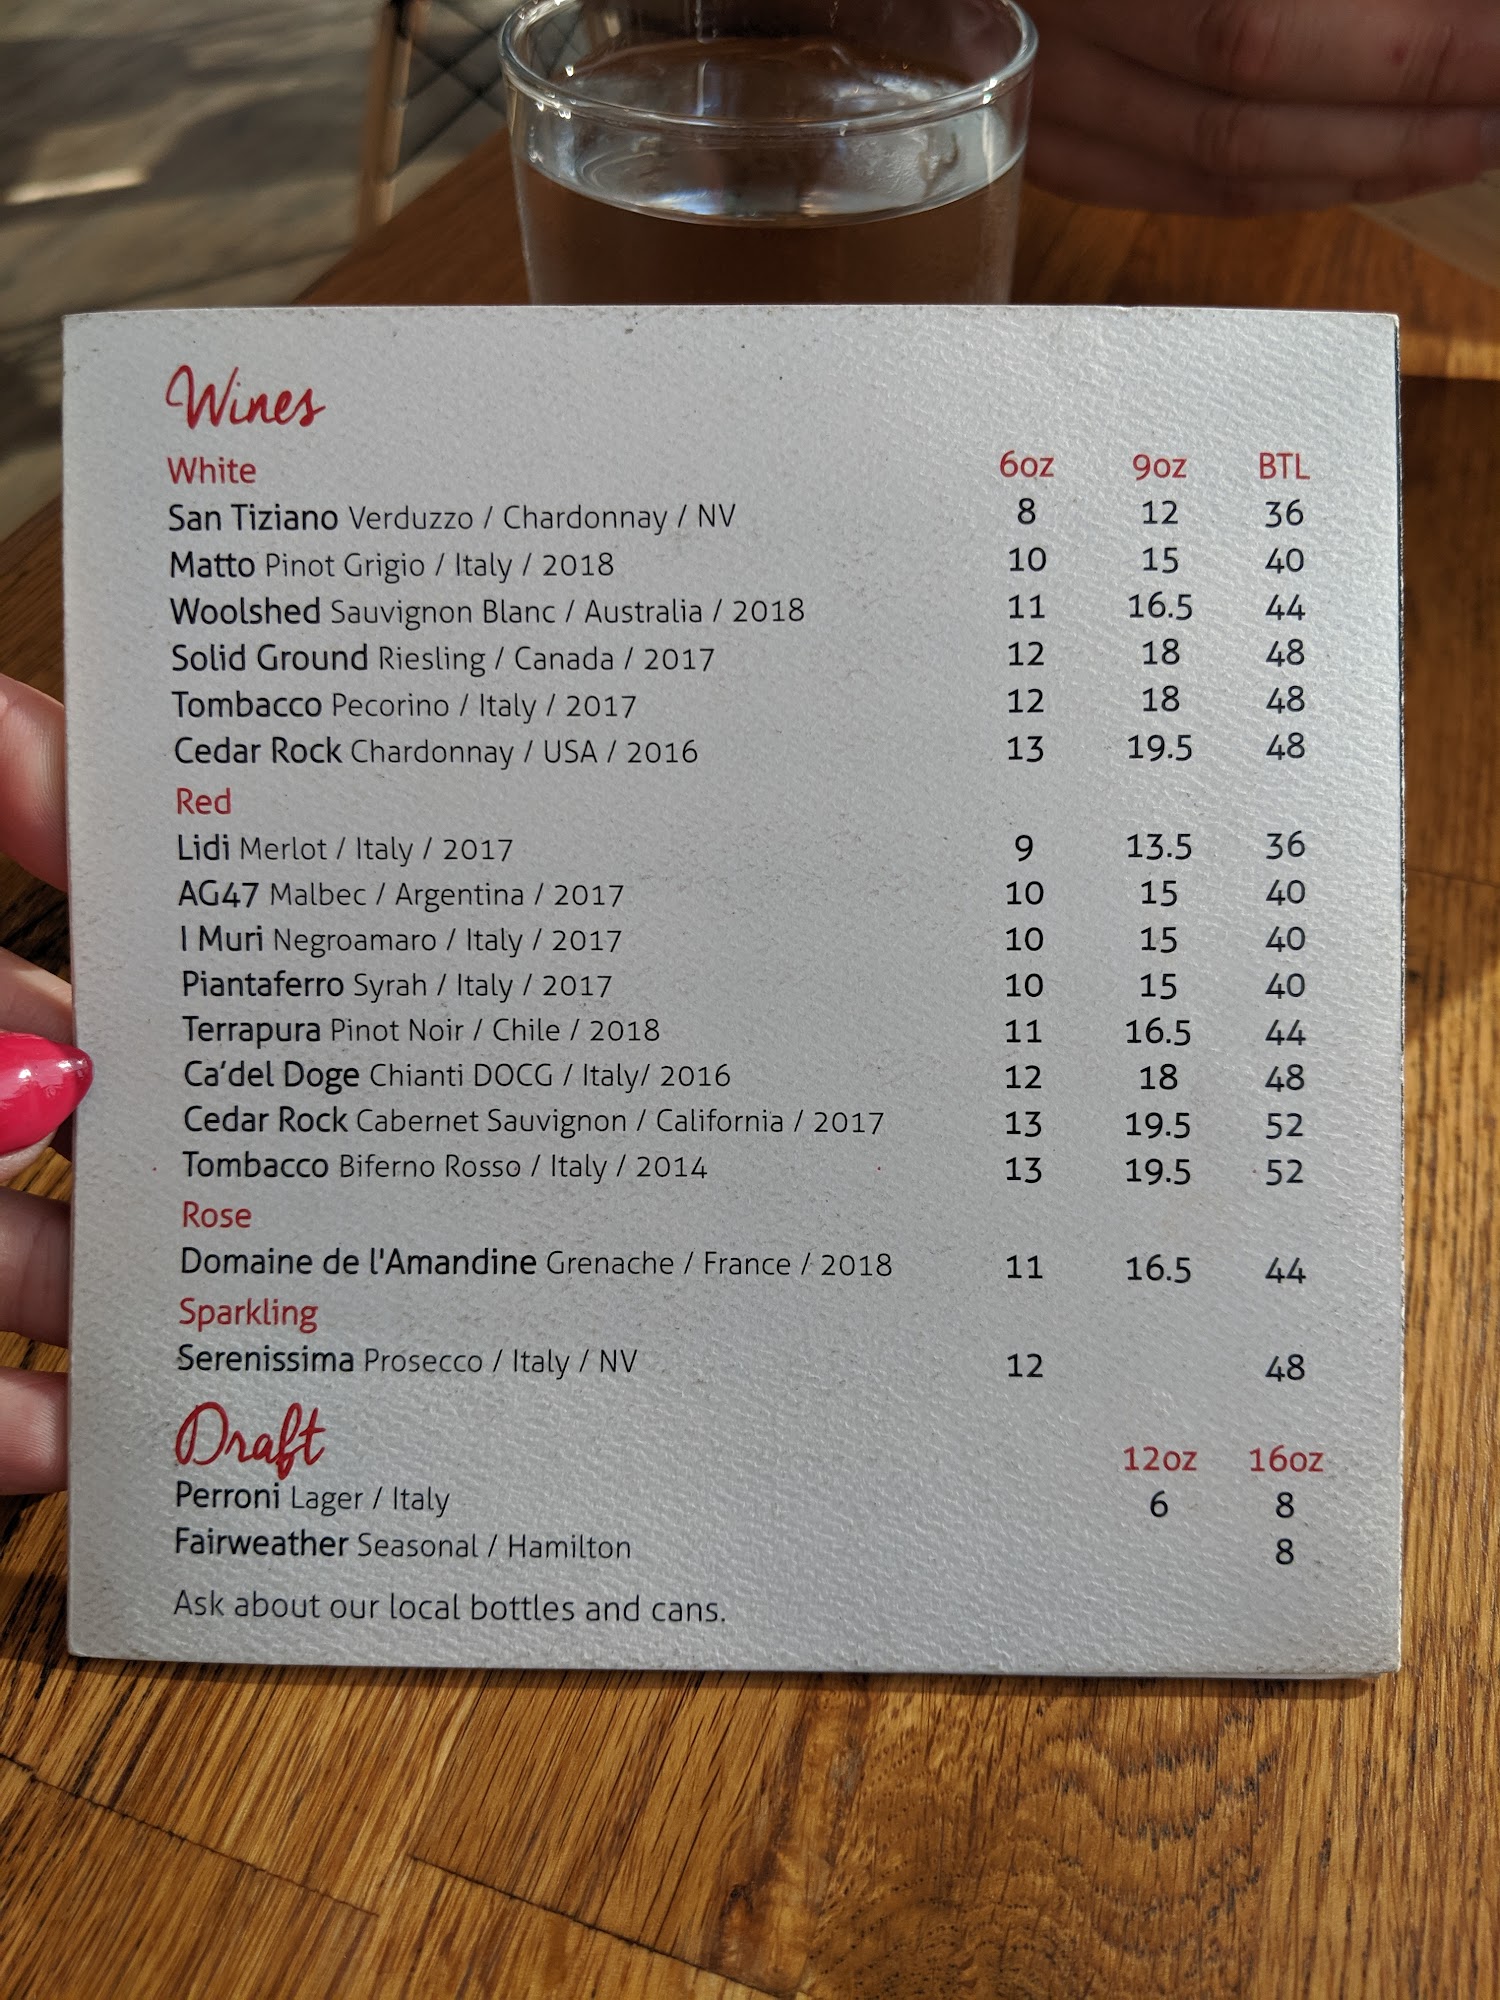 Wines
White 6oz 9oz BTL
San Tiziano Verduzzo / Chardonnay / NV 8 12 36
Matto Pinot Grigio / Italy / 2018 10 15 40
Woolshed Sauvignon Blanc / Australia / 2018 11 16.5 44
Solid Ground Riesling / Canada / 2017 12 18 48
Tombacco Pecorino / Italy / 2017 12 18 48
Cedar Rock Chardonnay / USA / 2016 13 19.5 48
Red
Lidi Merlot / Italy / 2017 9 13.5 36
AG47 Malbec / Argentina / 2017 10 15 40
I Muri Negroamaro / Italy / 2017 10 15 40
Piantaferro Syrah / Italy / 2017 10 15 40
Terrapura Pinot Noir / Chile / 2018 11 16.5 44
Ca'del Doge Chianti DOCG / Italy/ 2016 12 18 48
Cedar Rock Cabernet Sauvignon / California / 2017 13 19.5 52
Tombacco Biferno Rosso / Italy / 2014 13 19.5 52
Rose
Domaine de l'Amandine Grenache / France / 2018 11 16.5 44
Sparkling
Serenissima Prosecco / Italy / NV 12 48
Draft 12oz 16oz
Perroni Lager / Italy 6 8
Fairweather Seasonal / Hamilton 8
Ask about our local bottles and cans.